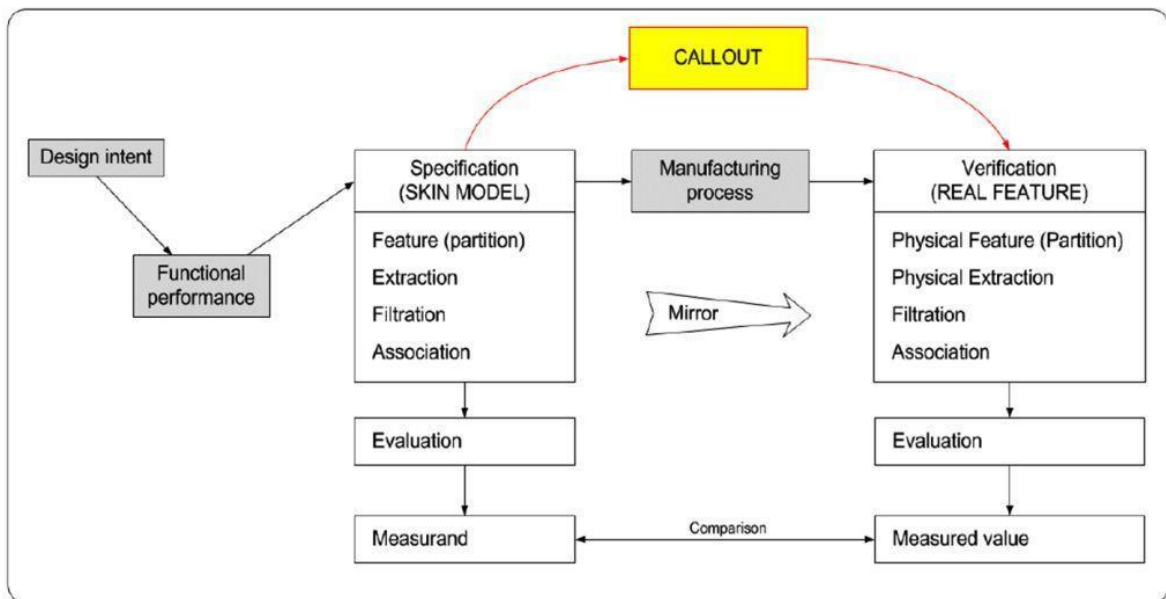 CALLOUT
Design intent
Functional
performance
Specification
(SKIN MODEL)
Feature (partition)
Extraction
Filtration
Association
Manufacturing
process
Mirror
Verification
(REAL FEATURE)
Physical Feature (Partition)
Physical Extraction
Filtration
Association
Evaluation
Evaluation
Measurand
Comparison
Measured value